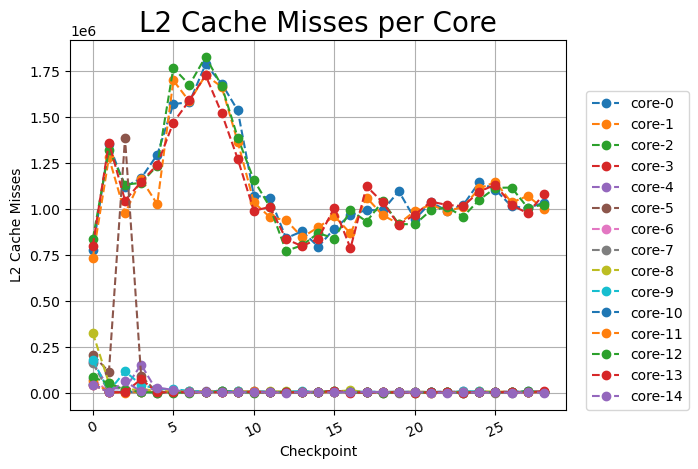 L2 Cache Misses per Core
1e6
1.75
1.50
1.25
1.00
0.75
0.50
0.25
0.00
L2 Cache Misses
0
5
10
15
20
25
Checkpoint
core-0
core-1
core-2
core-3
core-4
core-5
core-6
core-7
core-8
core-9
core-10
core-11
core-12
core-13
core-14